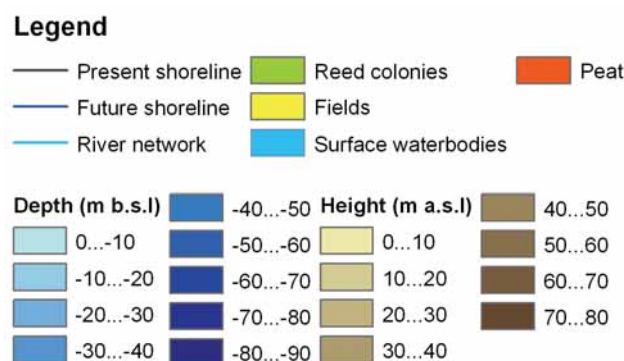 Legend
Present shoreline
Future shoreline
River network
Reed colonies
Fields
Surface waterbodies
Peat
Depth (m b.s.l)
0...-10
-10...-20
-20...-30
-30...-40
-40...-50
-50...-60
-60...-70
-70...-80
-80...-90
Height (m a.s.l)
0...10
10...20
20...30
30...40
40...50
50...60
60...70
70...80